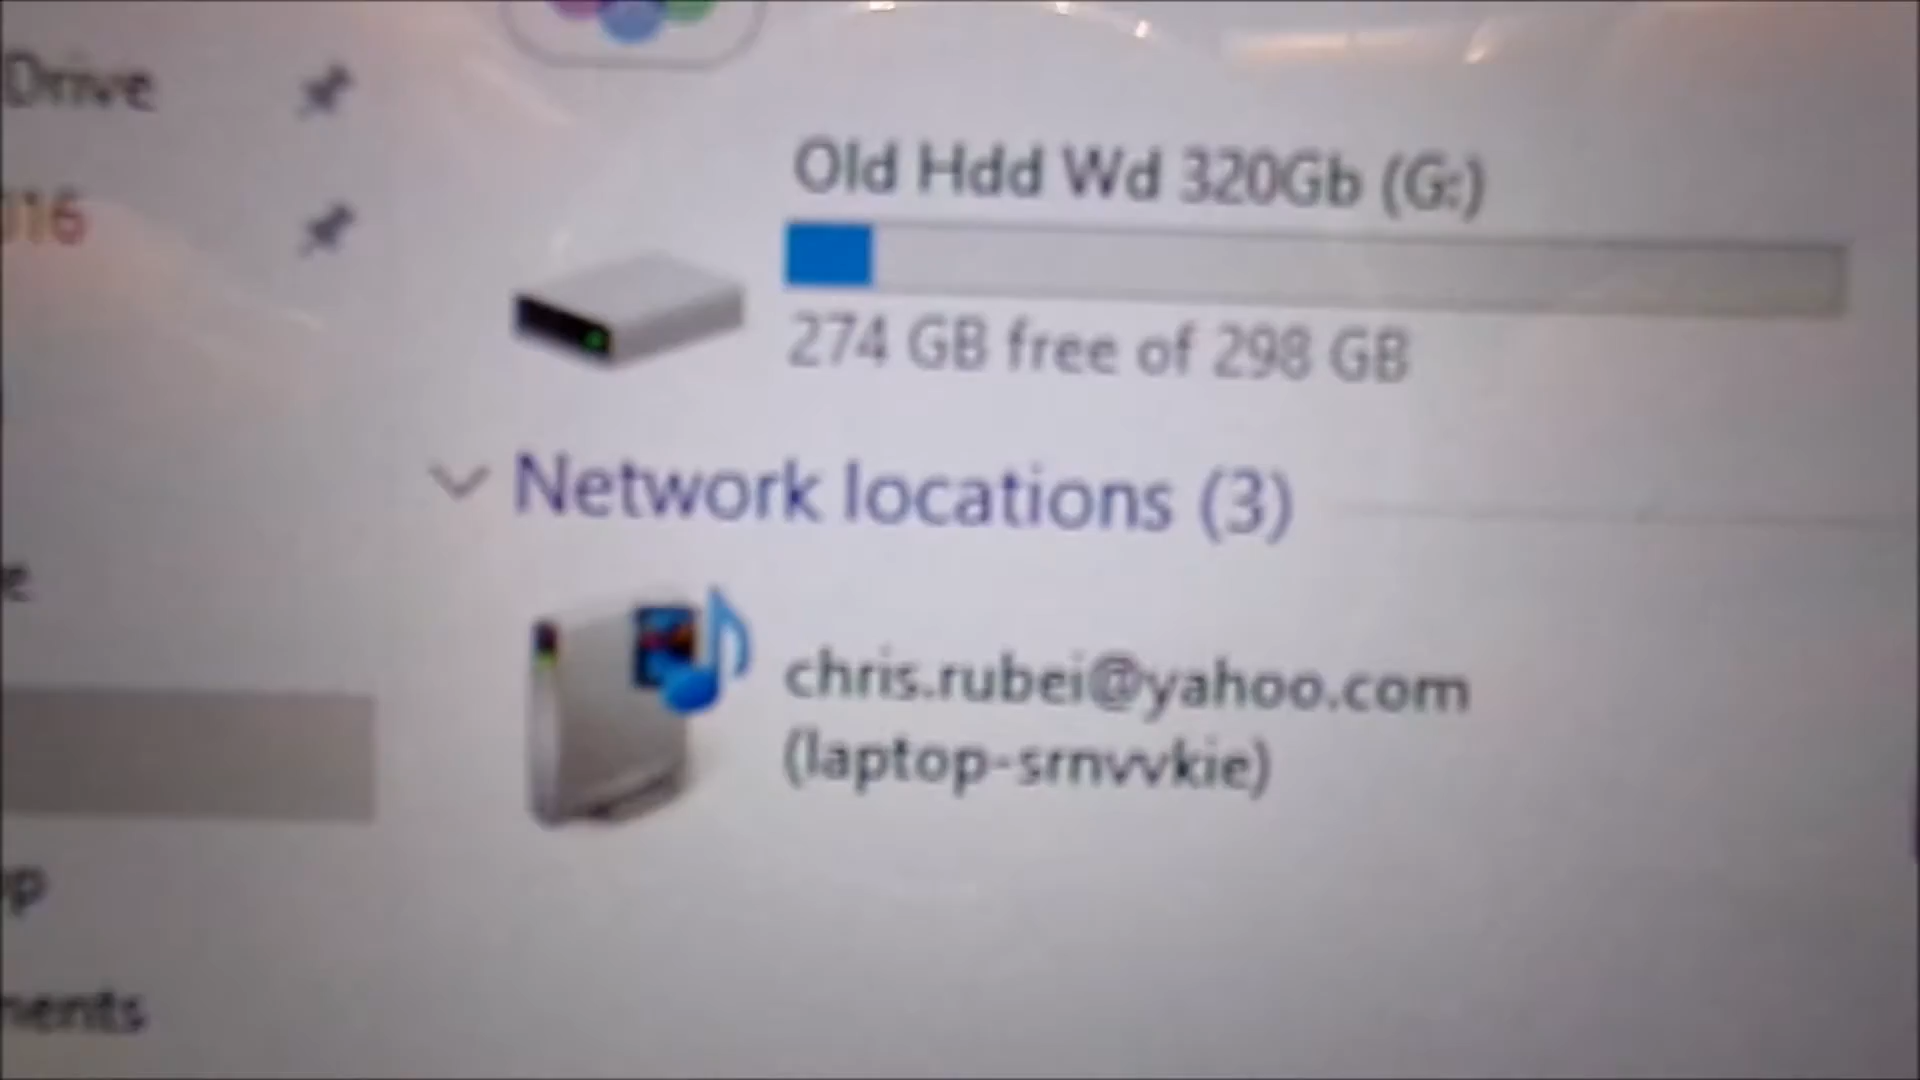 Drive
Old Hdd Wd 320Gb (G:)
16
274 GB free of 298 GB
Network locations (3)
chris.rubei@yahoo.com
(laptop-srnvvkie)